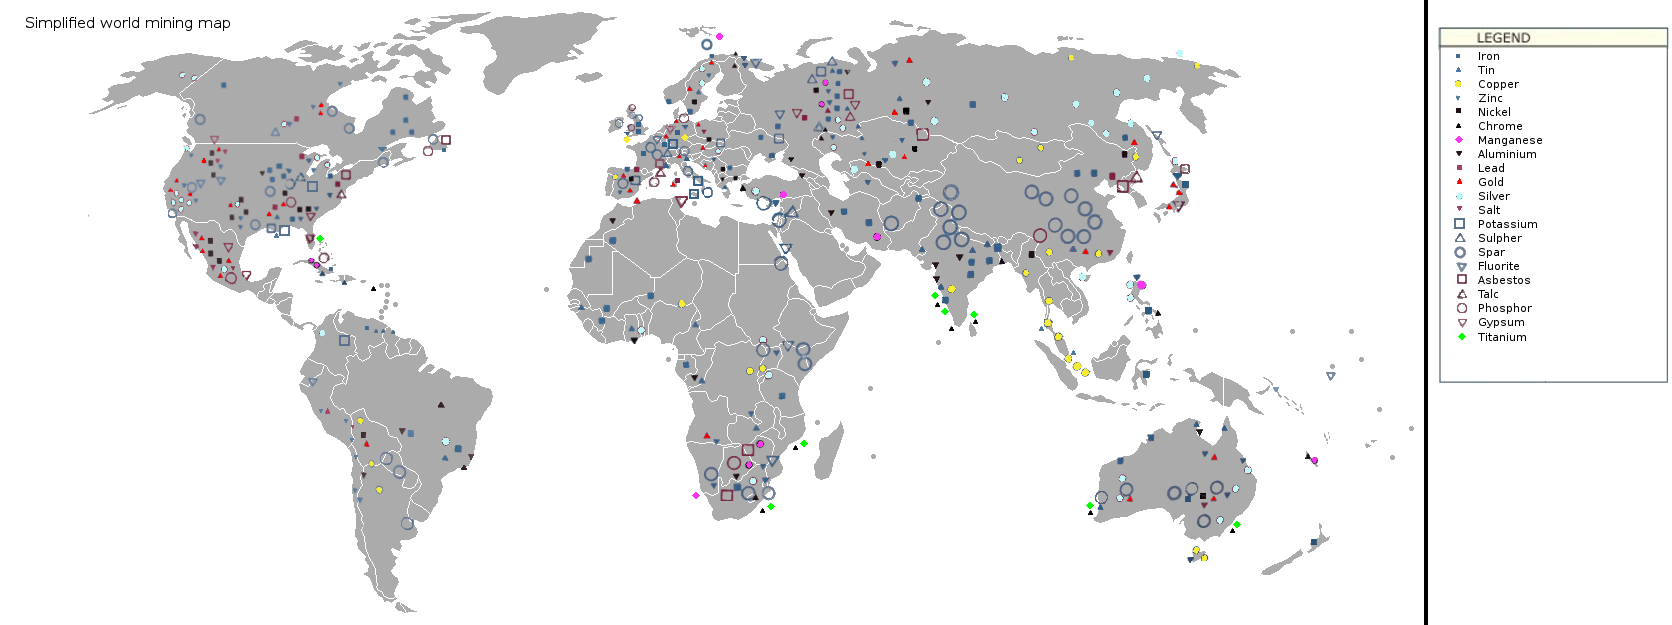 Simplified world mining map
LEGEND
Iron
Tin
Copper
Zinc
Nickel
Chrome
Manganese
Aluminium
Lead
Gold
Silver
Salt
Potassium
Sulpher
Spar
Fluorite
Asbestos
Talc
Phosphor
Gypsum
Titanium